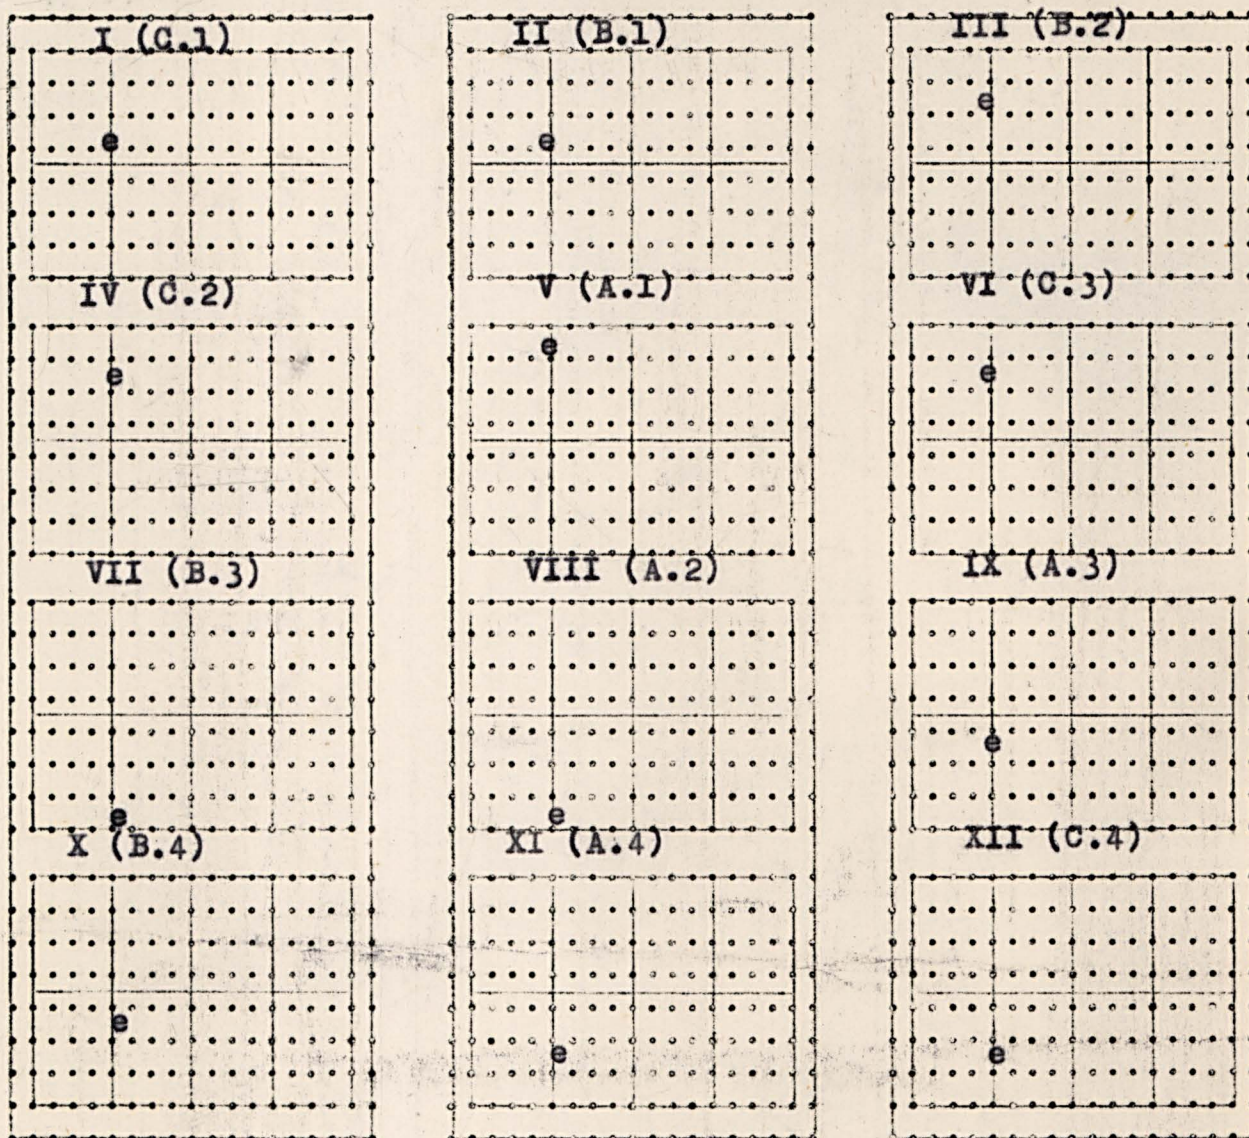 I (C.1) II (B.1) III (B.2)
e e e
IV (C.2) V (A.1) VI (C.3)
e e e
VII (B.3) VIII (A.2) IX (A.3)
e
e e
X (B.4) XI (A.4) XII (C.4)
e
e e